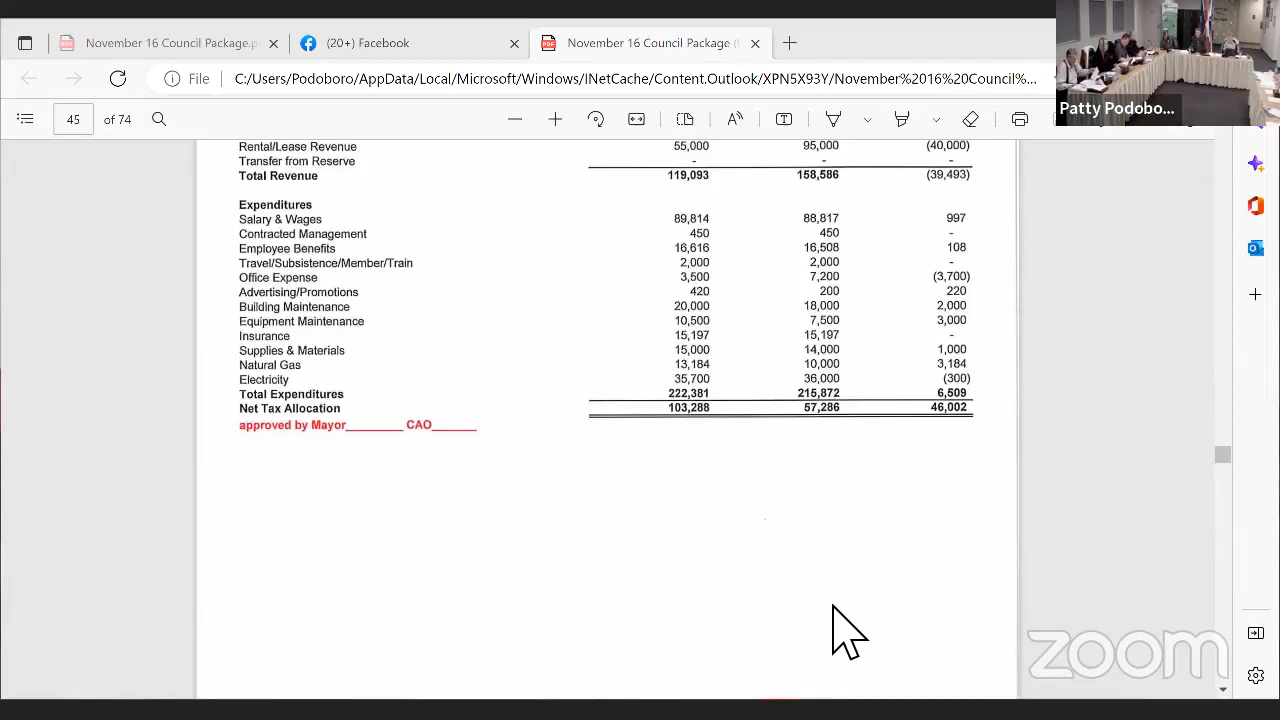 November 16 Council Package.p
(20+) Facebook
November 16 Council Package (
File C:/Users/Podoboro/AppData/Local/Microsoft/Windows/INetCache/Content.Outlook/XPN5X93Y/November%2016%20Council%...
Patty Podobo...
45 of 74
Rental/Lease Revenue 55,000 95,000 (40,000)
Transfer from Reserve - - -
Total Revenue 119,093 158,586 (39,493)
Expenditures
Salary & Wages 89,814 88,817 997
Contracted Management 450 450 -
Employee Benefits 16,616 16,508 108
Travel/Subsistence/Member/Train 2,000 2,000 -
Office Expense 3,500 7,200 (3,700)
Advertising/Promotions 420 200 220
Building Maintenance 20,000 18,000 2,000
Equipment Maintenance 10,500 7,500 3,000
Insurance 15,197 15,197 -
Supplies & Materials 15,000 14,000 1,000
Natural Gas 13,184 10,000 3,184
Electricity 35,700 36,000 (300)
Total Expenditures 222,381 215,872 6,509
Net Tax Allocation 103,288 57,286 46,002
approved by Mayor_________ CAO_______
zoom